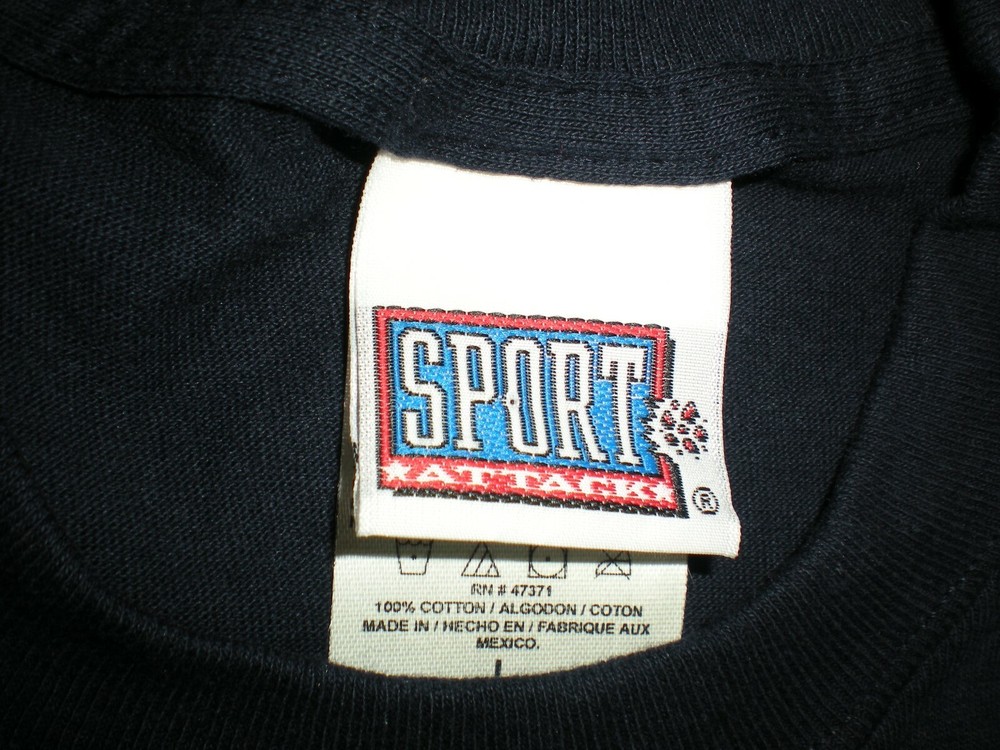 SPORT
ATTACK
®
RN # 47371
100% COTTON / ALGODON / COTON
MADE IN / HECHO EN / FABRIQUE AUX
MEXICO.